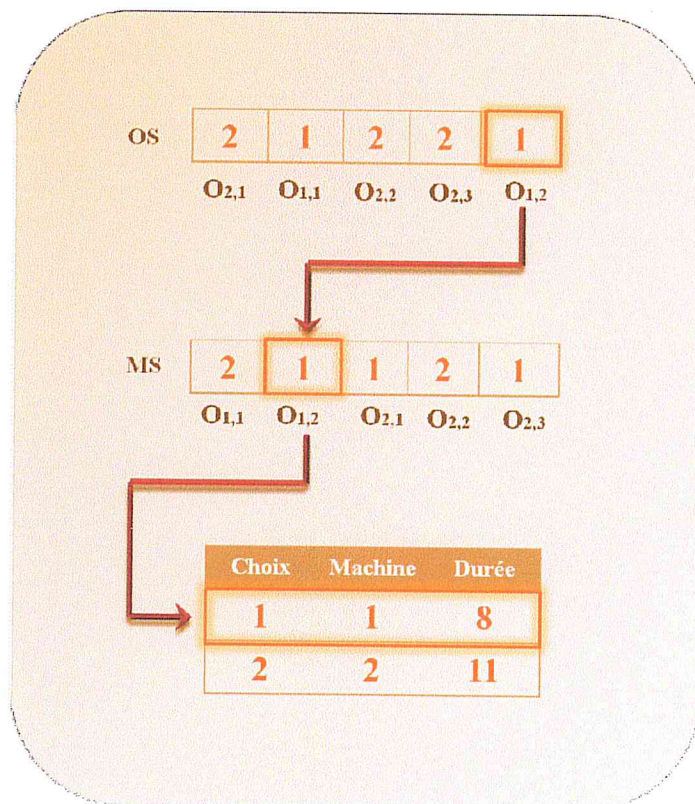 OS 2 1 2 2 1
O2,1 O1,1 O2,2 O2,3 O1,2
MS 2 1 1 2 1
O1,1 O1,2 O2,1 O2,2 O2,3
Choix Machine Durée
1 1 8
2 2 11